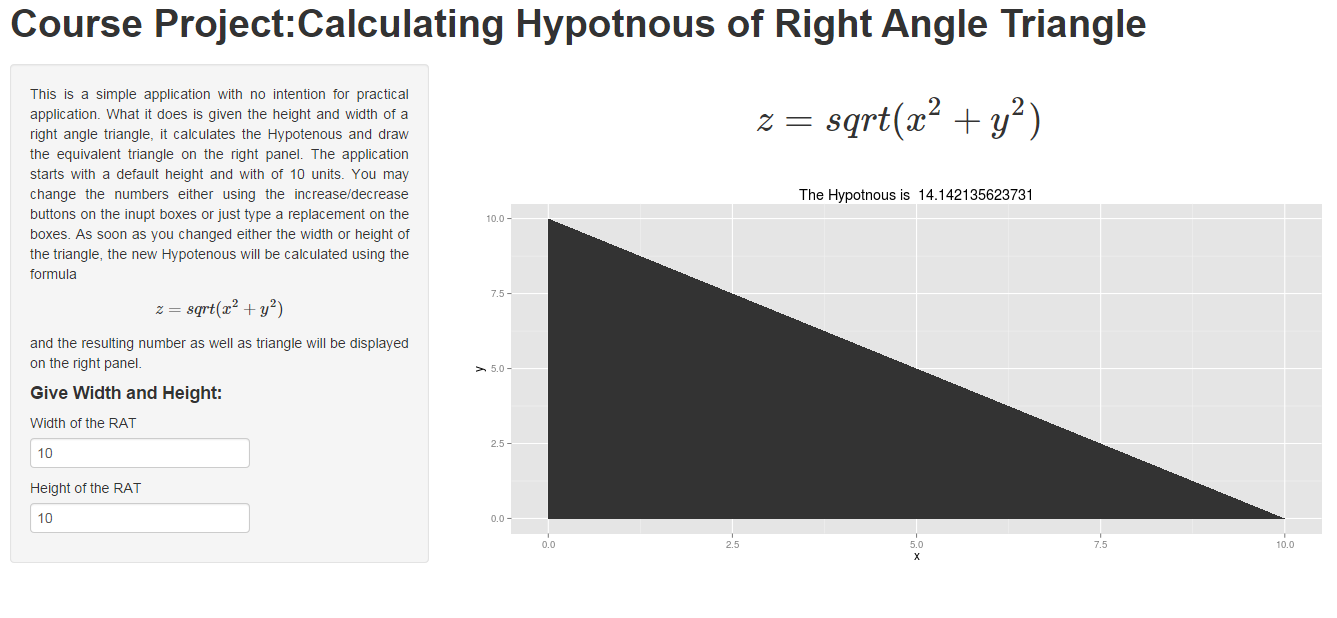 Course Project:Calculating Hypotnous of Right Angle Triangle
This is a simple application with no intention for practical
application. What it does is given the height and width of a
right angle triangle, it calculates the Hypotenous and draw
the equivalent triangle on the right panel. The application
starts with a default height and with of 10 units. You may
change the numbers either using the increase/decrease
buttons on the inupt boxes or just type a replacement on the
boxes. As soon as you changed either the width or height of
the triangle, the new Hypotenous will be calculated using the
formula
z = sqrt(x² + y²)
and the resulting number as well as triangle will be displayed
on the right panel.
Give Width and Height:
Width of the RAT
10
Height of the RAT
10
z = sqrt(x² + y²)
The Hypotnous is 14.142135623731
10.0
7.5
y
5.0
2.5
0.0
0.0 2.5 5.0 7.5 10.0
x